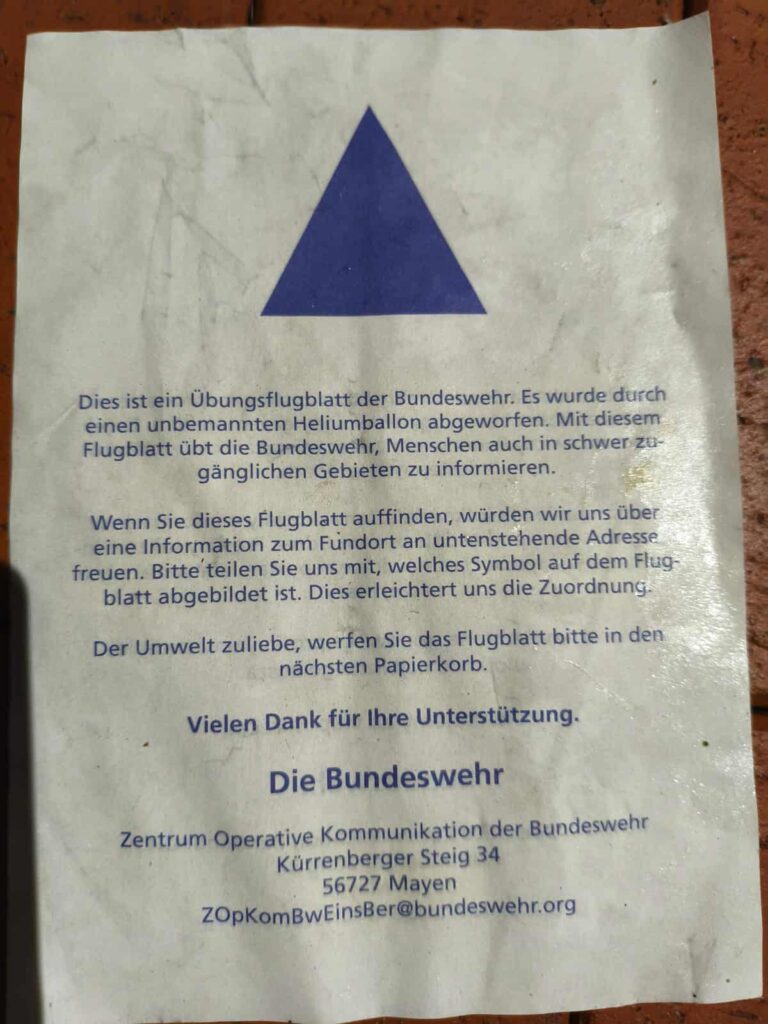 Dies ist ein Übungsflugblatt der Bundeswehr. Es wurde durch
einen unbemannten Heliumballon abgeworfen. Mit diesem
Flugblatt übt die Bundeswehr, Menschen auch in schwer zu-
gänglichen Gebieten zu informieren.
Wenn Sie dieses Flugblatt auffinden, würden wir uns über
eine Information zum Fundort an untenstehende Adresse
freuen. Bitte teilen Sie uns mit, welches Symbol auf dem Flug-
blatt abgebildet ist. Dies erleichtert uns die Zuordnung.
Der Umwelt zuliebe, werfen Sie das Flugblatt bitte in den
nächsten Papierkorb.
Vielen Dank für Ihre Unterstützung.
Die Bundeswehr
Zentrum Operative Kommunikation der Bundeswehr
Kürrenberger Steig 34
56727 Mayen
ZOpKomBwEinsBer@bundeswehr.org